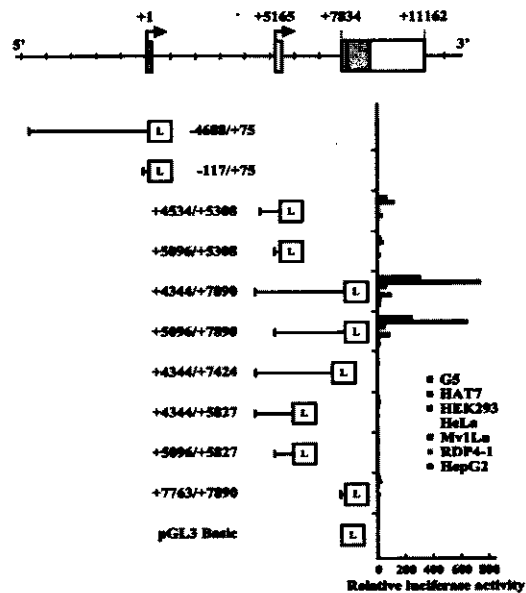 +1 +5165 +7834 +11162
5' 3'
L -4688/+75
L -117/+75
+4534/+5308 L
+5096/+5308 L
+4344/+7890 L
+5096/+7890 L
+4344/+7424 L
+4344/+5827 L
+5096/+5827 L
+7763/+7890 L
pGL3 Basic L
G5
HAT7
HEK293
HeLa
Mv1Lu
RDP4-1
HepG2
0 200 400 600 800
Relative luciferase activity